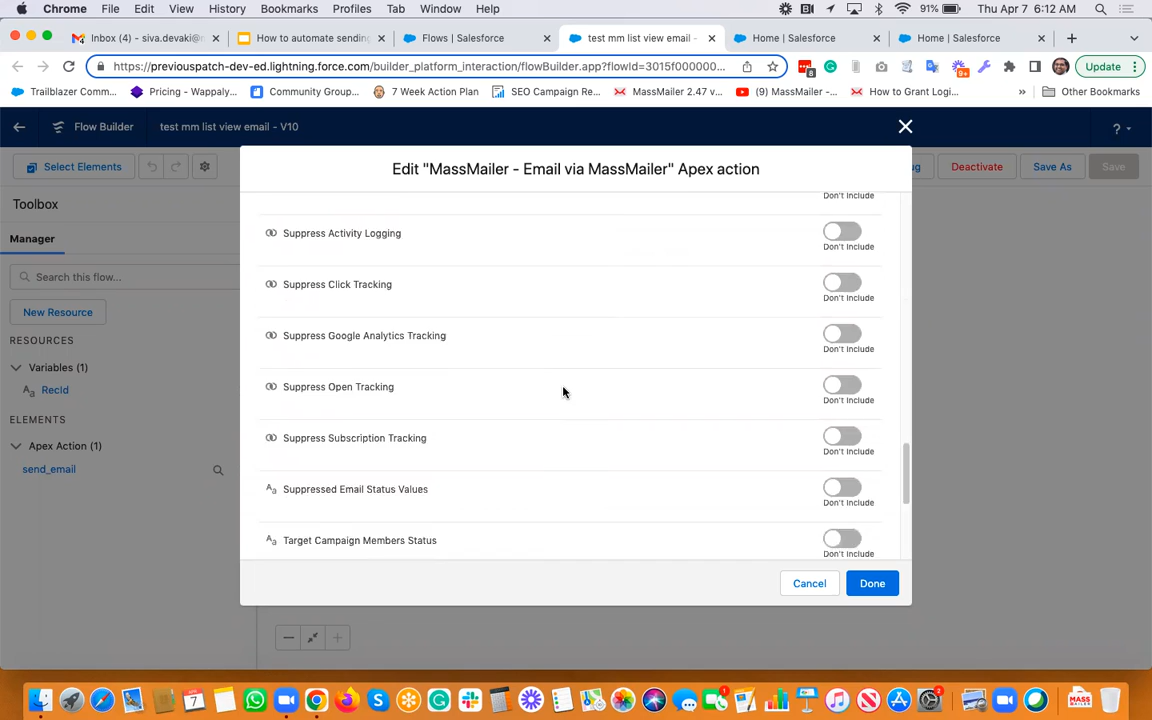 Chrome File Edit View History Bookmarks Profiles Tab Window Help 91% Thu Apr 7 6:12 AM
Inbox (4) - siva.devaki@ How to automate sending Flows | Salesforce test mm list view email - Home | Salesforce Home | Salesforce
https://previouspatch-dev-ed.lightning.force.com/builder_platform_interaction/flowBuilder.app?flowId=3015f000000... Update
Trailblazer Comm... Pricing - Wappaly... Community Group... 7 Week Action Plan SEO Campaign Re... MassMailer 2.47 v... (9) MassMailer -... How to Grant Logi... » Other Bookmarks
Flow Builder test mm list view email - V10 ?
Select Elements Deactivate Save As Save
Edit "MassMailer - Email via MassMailer" Apex action
Toolbox
Manager
Search this flow...
New Resource
RESOURCES
Variables (1)
Aa RecId
ELEMENTS
Apex Action (1)
send_email
Don't Include
Suppress Activity Logging
Don't Include
Suppress Click Tracking
Don't Include
Suppress Google Analytics Tracking
Don't Include
Suppress Open Tracking
Don't Include
Suppress Subscription Tracking
Don't Include
Aa Suppressed Email Status Values
Don't Include
Aa Target Campaign Members Status
Don't Include
Cancel Done